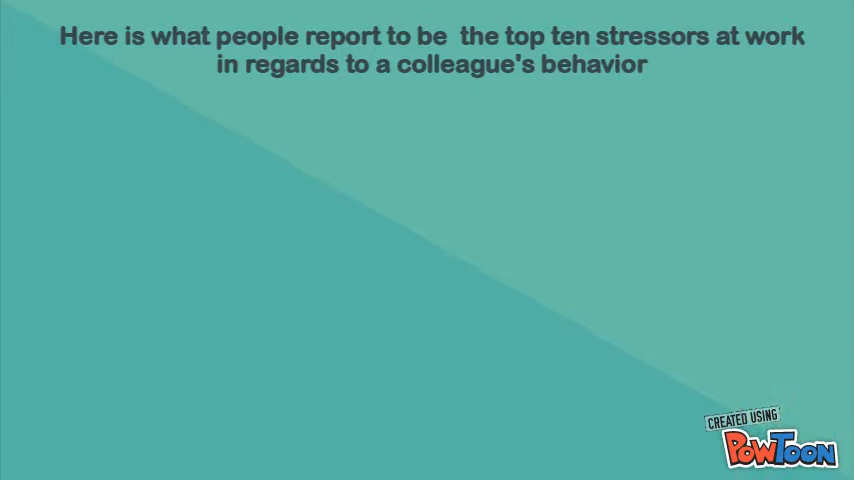 Here is what people report to be  the top ten stressors at work
in regards to a colleague's behavior
CREATED USING
POWTOON